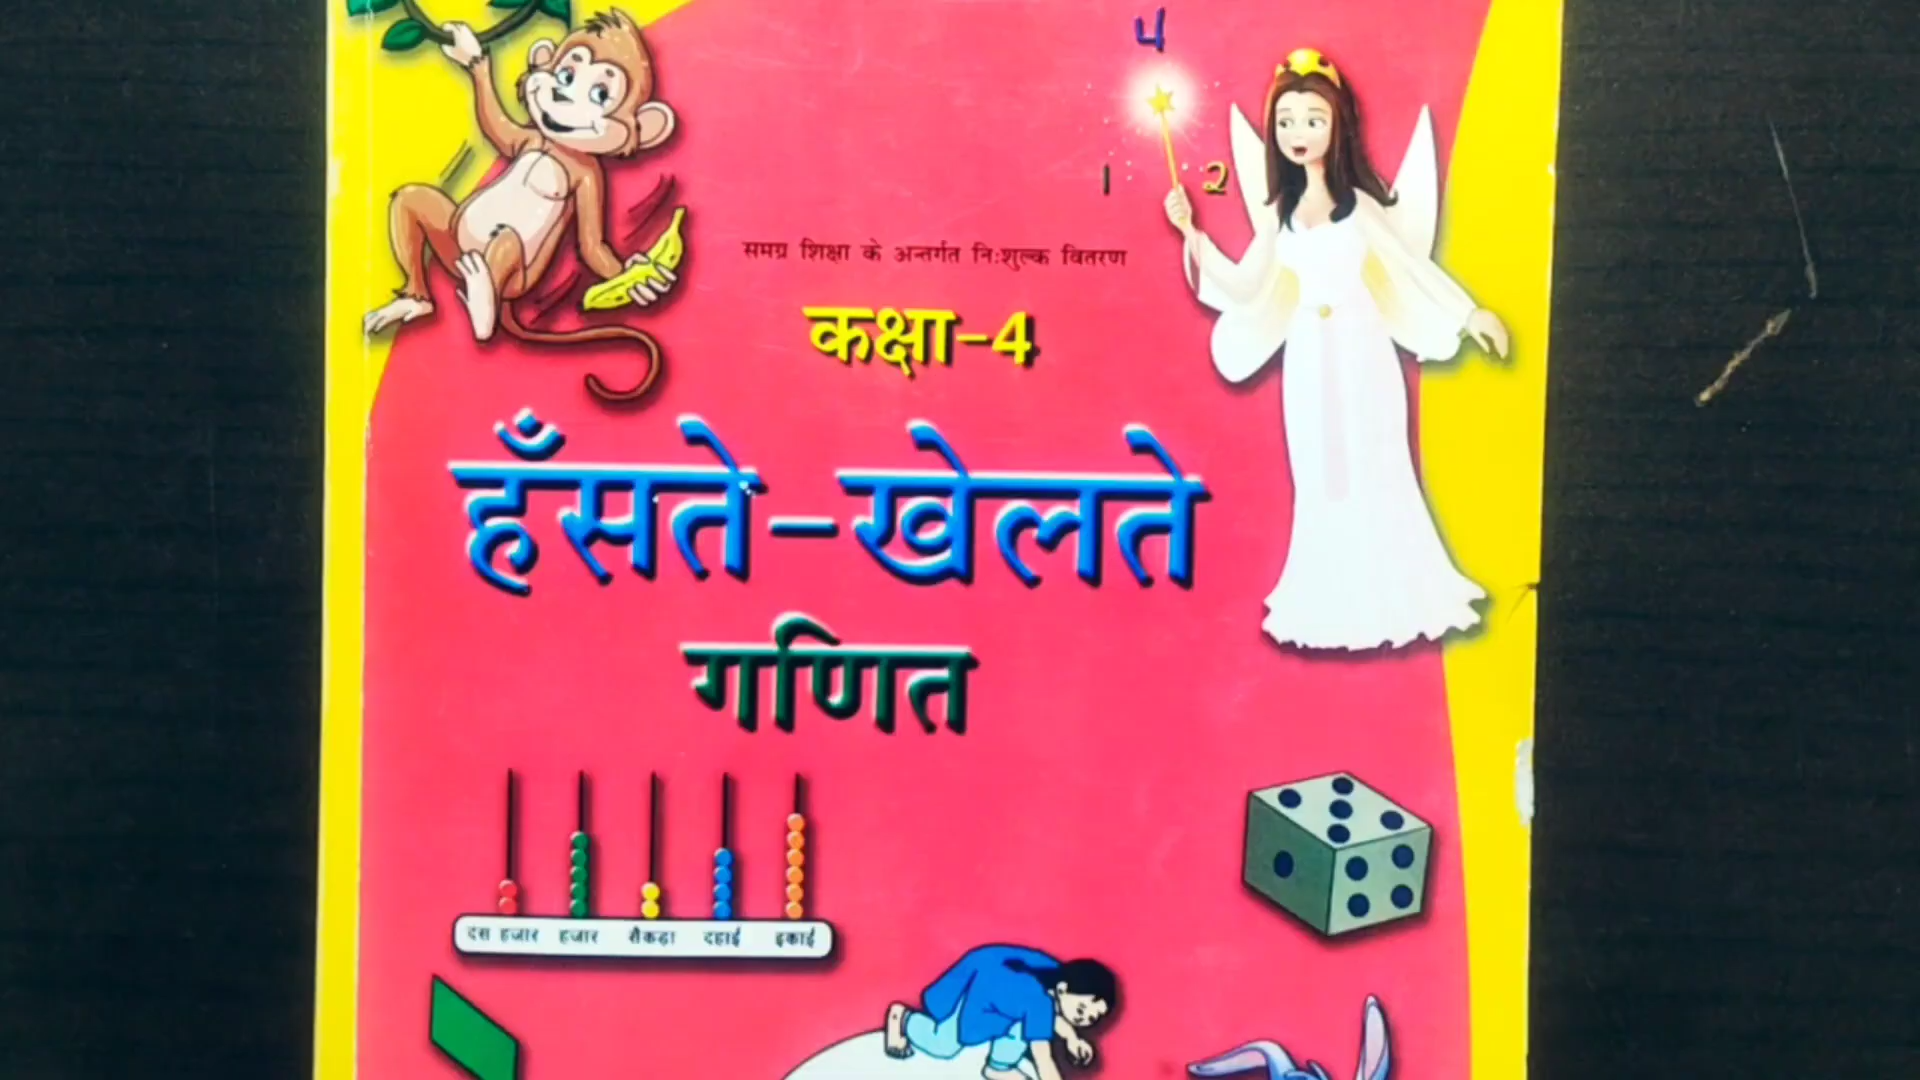 4
1 2
समग्र शिक्षा के अन्तर्गत निःशुल्क वितरण
कक्षा-4
हँसते-खेलते
गणित
दस हजार हजार सैकड़ा दहाई इकाई